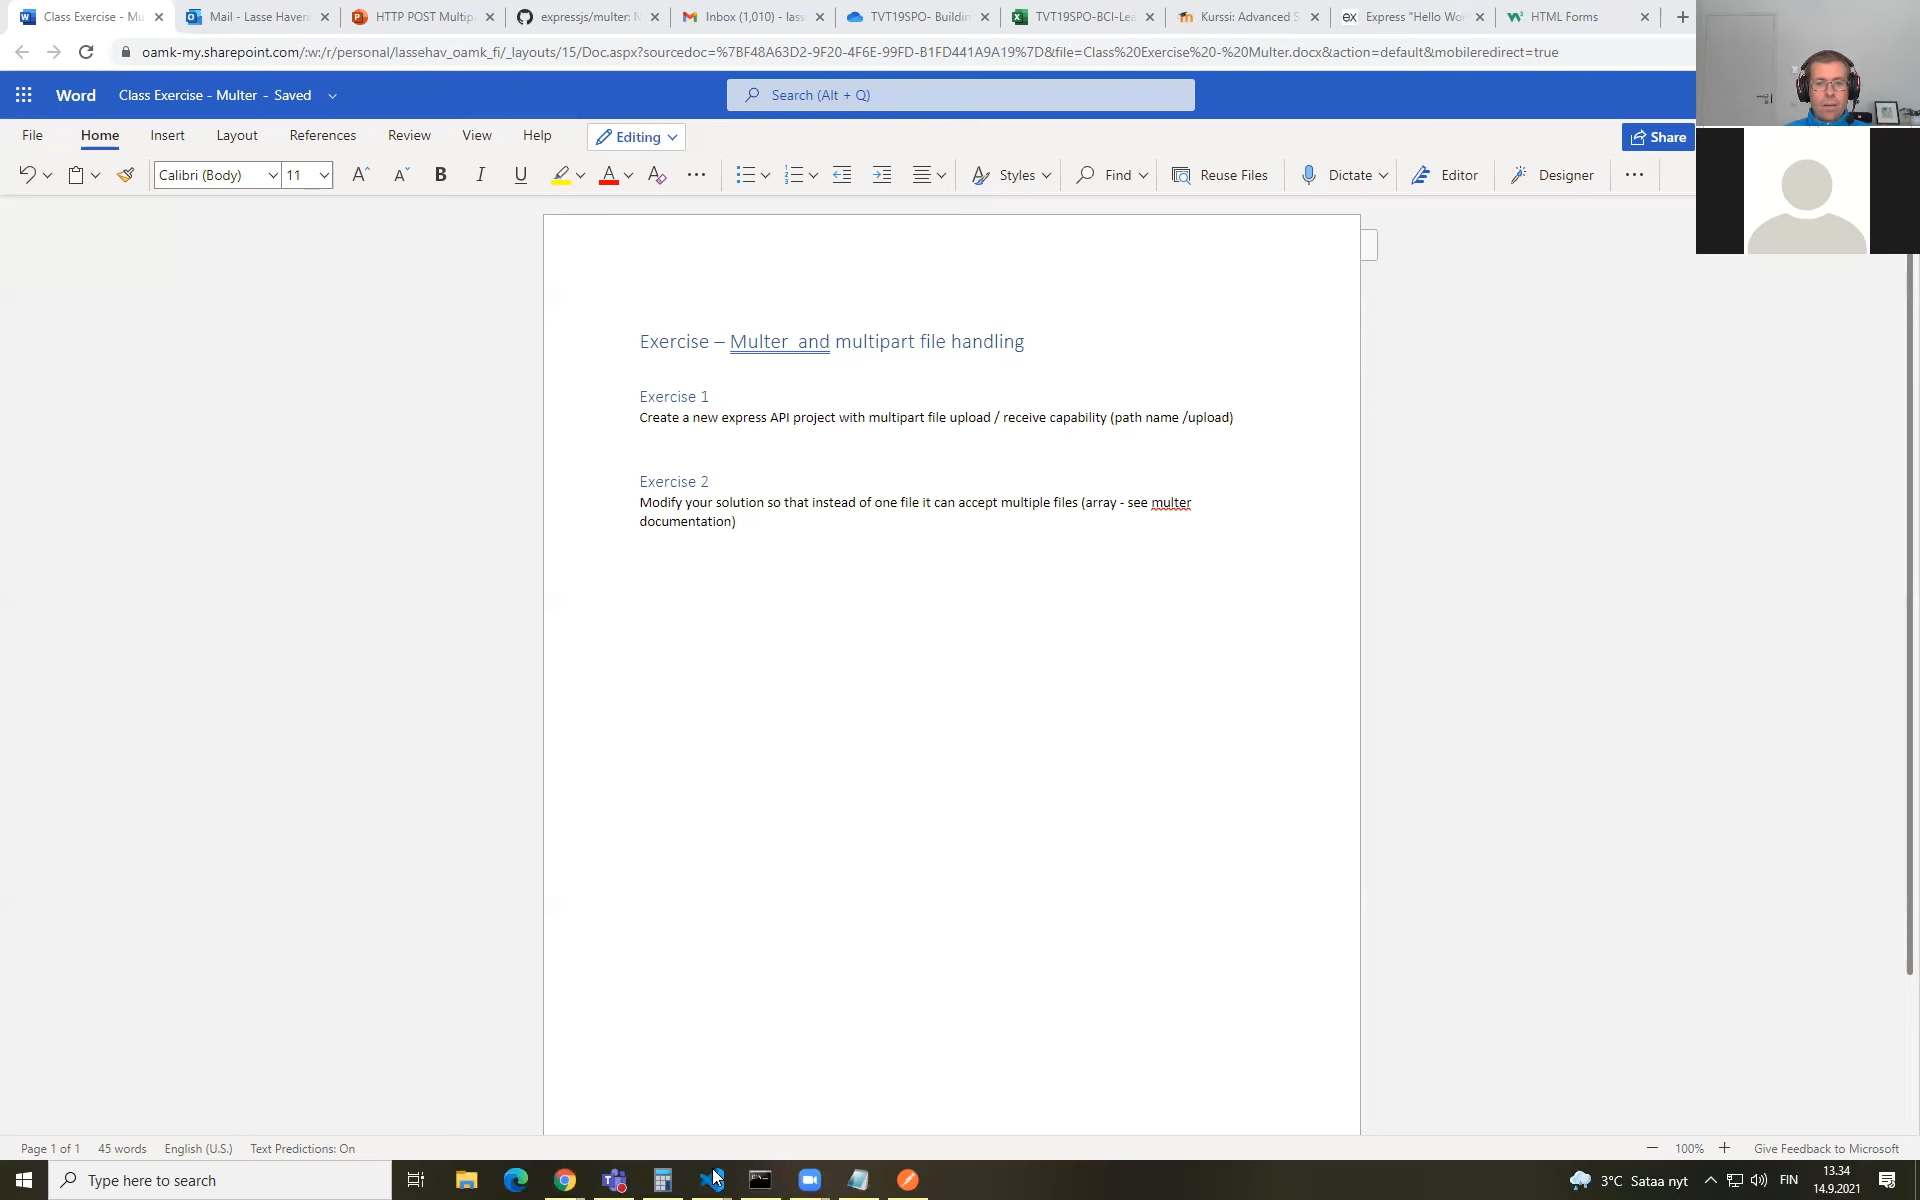 Class Exercise - Mu
Mail - Lasse Haven
HTTP POST Multip
expressjs/multer: N
Inbox (1,010) - lass
TVT19SPO- Buildin
TVT19SPO-BCI-Lea
Kurssi: Advanced S
ex Express "Hello Wor
HTML Forms
oamk-my.sharepoint.com/:w:/r/personal/lassehav_oamk_fi/_layouts/15/Doc.aspx?sourcedoc=%7BF48A63D2-9F20-4F6E-99FD-B1FD441A9A19%7D&file=Class%20Exercise%20-%20Multer.docx&action=default&mobileredirect=true
Word Class Exercise - Multer - Saved
Search (Alt + Q)
File Home Insert Layout References Review View Help Editing Share
Calibri (Body) 11 A A B I U A A Styles Find Reuse Files Dictate Editor Designer
Exercise – Multer and multipart file handling
Exercise 1
Create a new express API project with multipart file upload / receive capability (path name /upload)
Exercise 2
Modify your solution so that instead of one file it can accept multiple files (array - see multer
documentation)
Page 1 of 1 45 words English (U.S.) Text Predictions: On 100% Give Feedback to Microsoft
Type here to search
3°C Sataa nyt FIN
13.34
14.9.2021